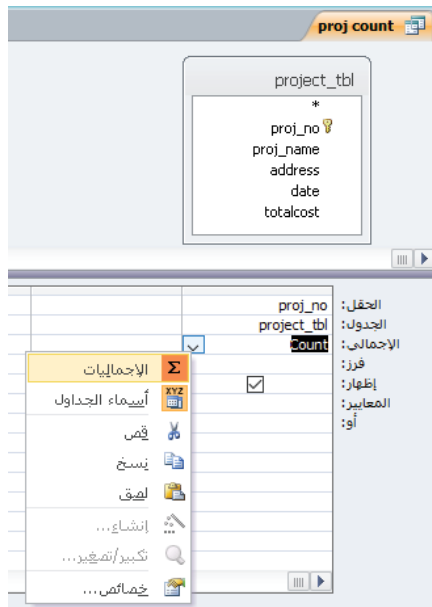 proj count
project_tbl
*
proj_no
proj_name
address
date
totalcost
الحقل: proj_no
الجدول: project_tbl
الإجمالي: Count
فرز:
إظهار:
المعايير:
أو:
الإجماليات
XYZ أسماء الجداول
قص
نسخ
لصق
إنشاء...
تكبير/تصغير...
خصائص...